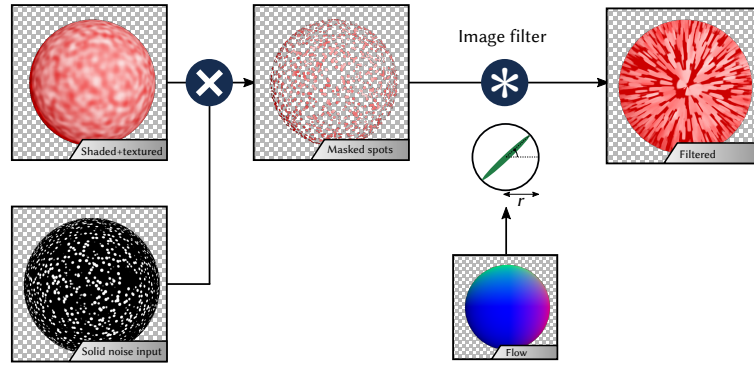 Image filter
Shaded+textured
Masked spots
Filtered
r
Solid noise input
Flow